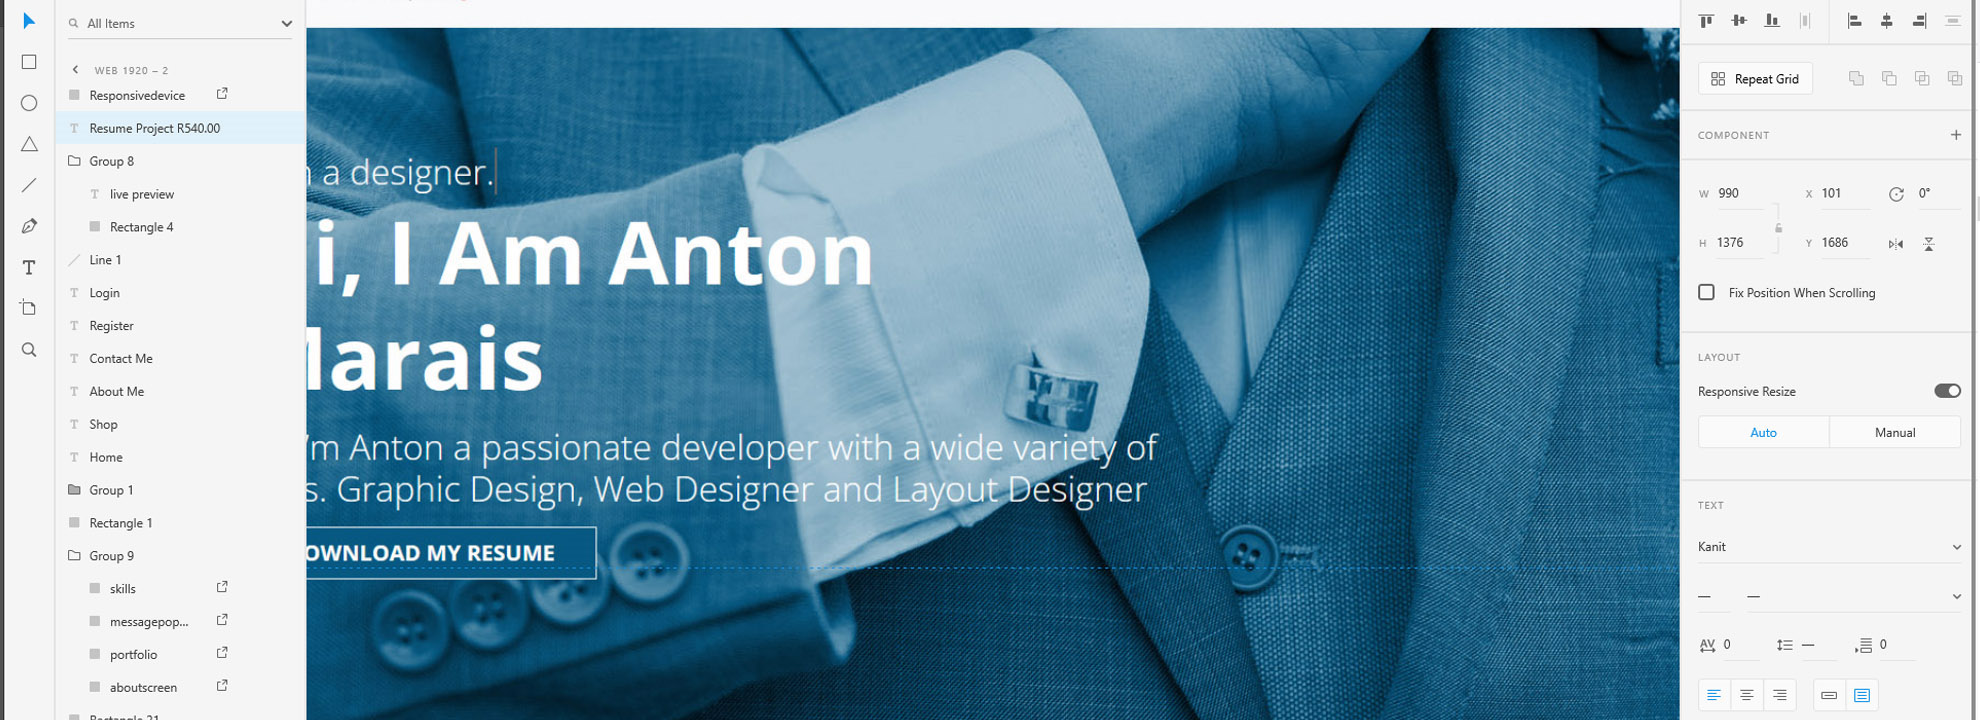 All Items
WEB 1920 – 2
Responsivedevice
Resume Project R540.00
Group 8
live preview
Rectangle 4
Line 1
Login
Register
Contact Me
About Me
Shop
Home
Group 1
Rectangle 1
Group 9
skills
messagepop...
portfolio
aboutscreen
Rectangle 21
a designer.
i, I Am Anton
arais
'm Anton a passionate developer with a wide variety of
s. Graphic Design, Web Designer and Layout Designer
OWNLOAD MY RESUME
Repeat Grid
COMPONENT
W 990 X 101 0°
H 1376 Y 1686
Fix Position When Scrolling
LAYOUT
Responsive Resize
Auto Manual
TEXT
Kanit
— —
AV 0 — 0